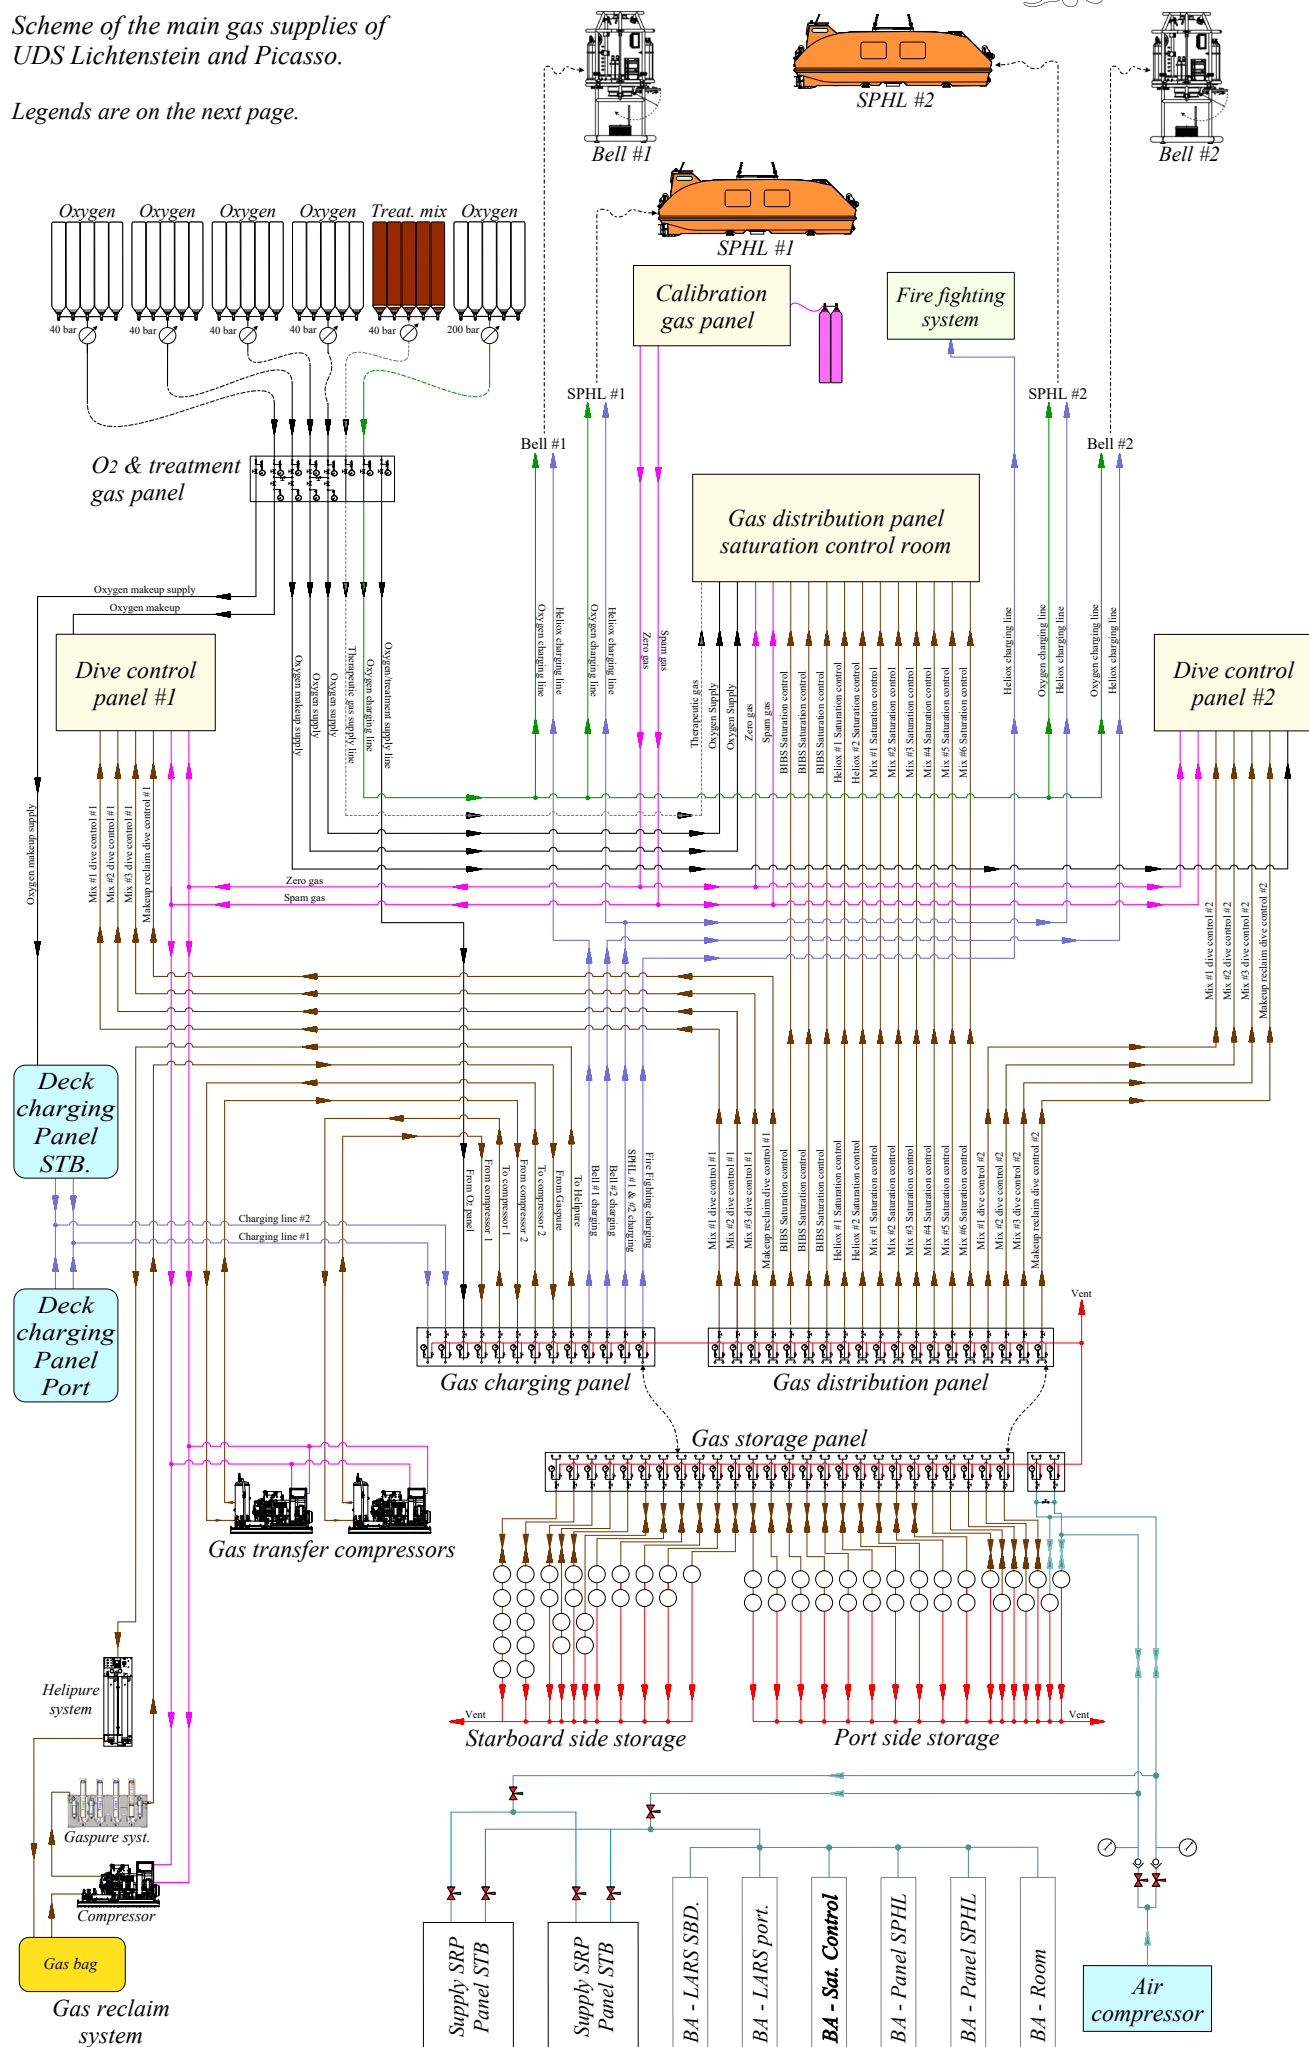 Scheme of the main gas supplies of
UDS Lichtenstein and Picasso.
Legends are on the next page.
Bell #1
SPHL #2
Bell #2
SPHL #1
Oxygen
Oxygen
Oxygen
Oxygen
Treat. mix
Oxygen
40 bar
40 bar
40 bar
40 bar
40 bar
200 bar
Calibration
gas panel
Fire fighting
system
SPHL #1
SPHL #2
Bell #1
Bell #2
O2 & treatment
gas panel
Gas distribution panel
saturation control room
Oxygen makeup supply
Oxygen makeup
Dive control
panel #1
Dive control
panel #2
Oxygen makeup supply
Oxygen supply
Oxygen supply
Therapeutic gas supply line
Oxygen charging line
Oxygen/treatment supply line
Oxygen charging line
Heliox charging line
Oxygen charging line
Heliox charging line
Zero gas
Spam gas
Therapeutic gas
Oxygen Supply
Oxygen Supply
Zero gas
Spam gas
BIBS Saturation control
BIBS Saturation control
BIBS Saturation control
Heliox #1 Saturation control
Heliox #2 Saturation control
Mix #1 Saturation control
Mix #2 Saturation control
Mix #3 Saturation control
Mix #4 Saturation control
Mix #5 Saturation control
Mix #6 Saturation control
Heliox charging line
Oxygen charging line
Heliox charging line
Oxygen charging line
Heliox charging line
Oxygen makeup supply
Mix #1 dive control #1
Mix #2 dive control #1
Mix #3 dive control #1
Makeup reclaim dive control #1
Zero gas
Spam gas
Mix #1 dive control #2
Mix #2 dive control #2
Mix #3 dive control #2
Makeup reclaim dive control #2
Deck
charging
Panel
STB.
Charging line #2
Charging line #1
Deck
charging
Panel
Port
From O2 panel
From compressor 1
To compressor 1
From compressor 2
To compressor 2
From Gaspure
To Helipure
Bell #1 charging
Bell #2 charging
SPHL #1 & #2 charging
Fire Fighting charging
Mix #1 dive control #1
Mix #2 dive control #1
Mix #3 dive control #1
Makeup reclaim dive control #1
BIBS Saturation control
BIBS Saturation control
BIBS Saturation control
Heliox #1 Saturation control
Heliox #2 Saturation control
Mix #1 Saturation control
Mix #2 Saturation control
Mix #3 Saturation control
Mix #4 Saturation control
Mix #5 Saturation control
Mix #6 Saturation control
Mix #1 dive control #2
Mix #2 dive control #2
Mix #3 dive control #2
Makeup reclaim dive control #2
Vent
Gas charging panel
Gas distribution panel
Gas storage panel
Gas transfer compressors
Helipure
system
Vent
Starboard side storage
Port side storage
Vent
Gaspure syst.
Compressor
Gas bag
Gas reclaim
system
Supply SRP
Panel STB
Supply SRP
Panel STB
BA - LARS SBD.
BA - LARS port.
BA - Sat. Control
BA - Panel SPHL
BA - Panel SPHL
BA - Room
Air
compressor